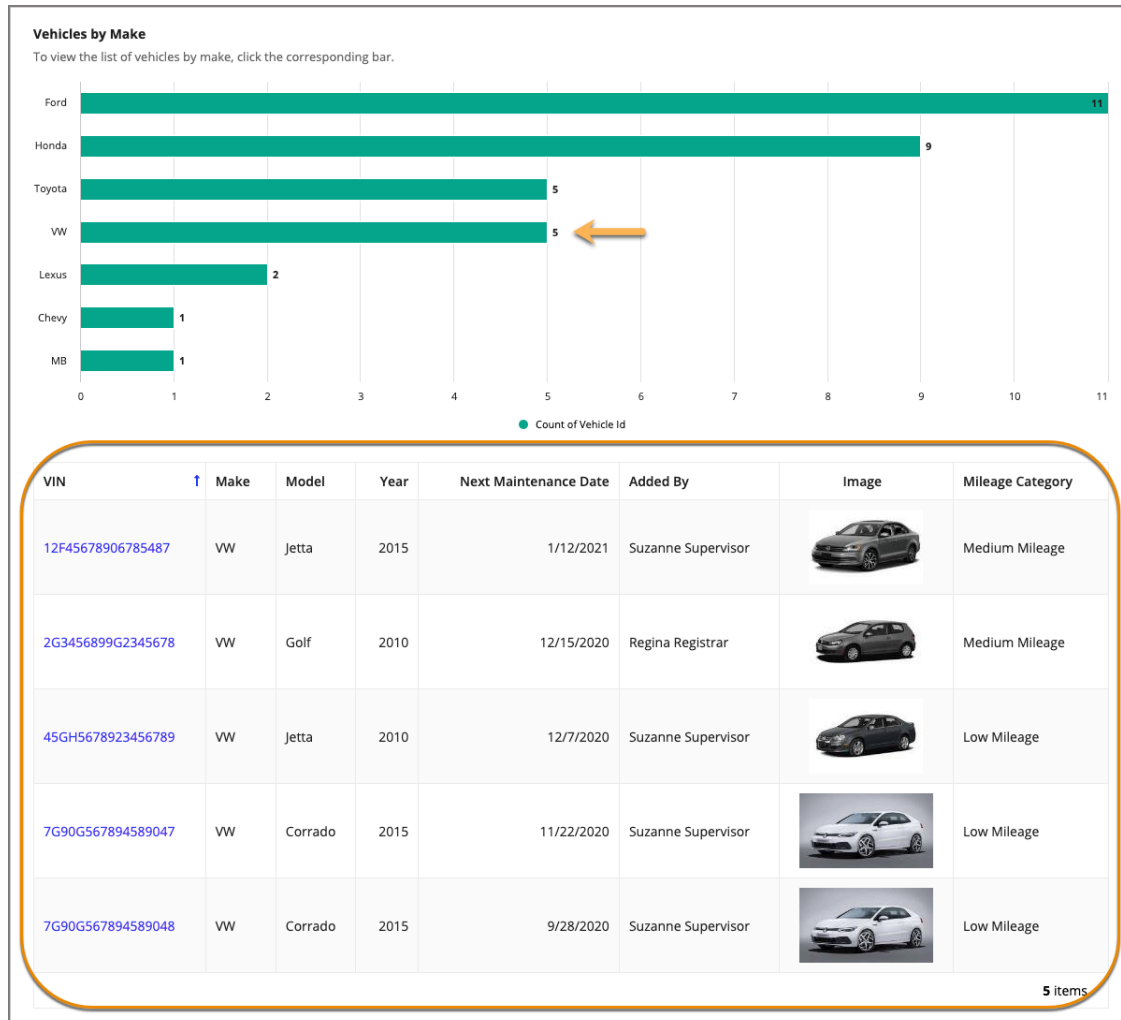 Vehicles by Make
To view the list of vehicles by make, click the corresponding bar.
Ford 11
Honda 9
Toyota 5
VW 5
Lexus 2
Chevy 1
MB 1
0 1 2 3 4 5 6 7 8 9 10 11
Count of Vehicle Id
VIN ↑ Make Model Year Next Maintenance Date Added By Image Mileage Category
12F45678906785487 VW Jetta 2015 1/12/2021 Suzanne Supervisor Medium Mileage
2G3456899G2345678 VW Golf 2010 12/15/2020 Regina Registrar Medium Mileage
45GH5678923456789 VW Jetta 2010 12/7/2020 Suzanne Supervisor Low Mileage
7G90G567894589047 VW Corrado 2015 11/22/2020 Suzanne Supervisor Low Mileage
7G90G567894589048 VW Corrado 2015 9/28/2020 Suzanne Supervisor Low Mileage
5 items